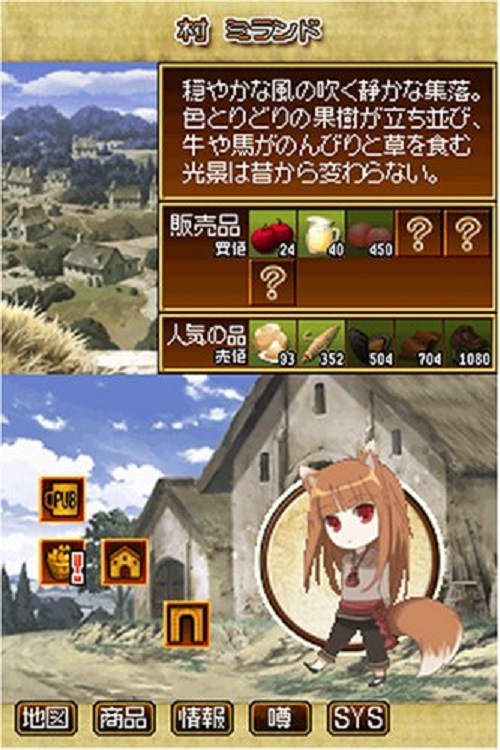 村 ミランド
穏やかな風の吹く静かな集落。
色とりどりの果樹が立ち並び、
牛や馬がのんびりと草を食む
光景は昔から変わらない。
販売品
買値 24 40 450 ? ?
?
人気の品
売値 93 352 504 704 1080
PUB
!
地図 商品 情報 噂 SYS